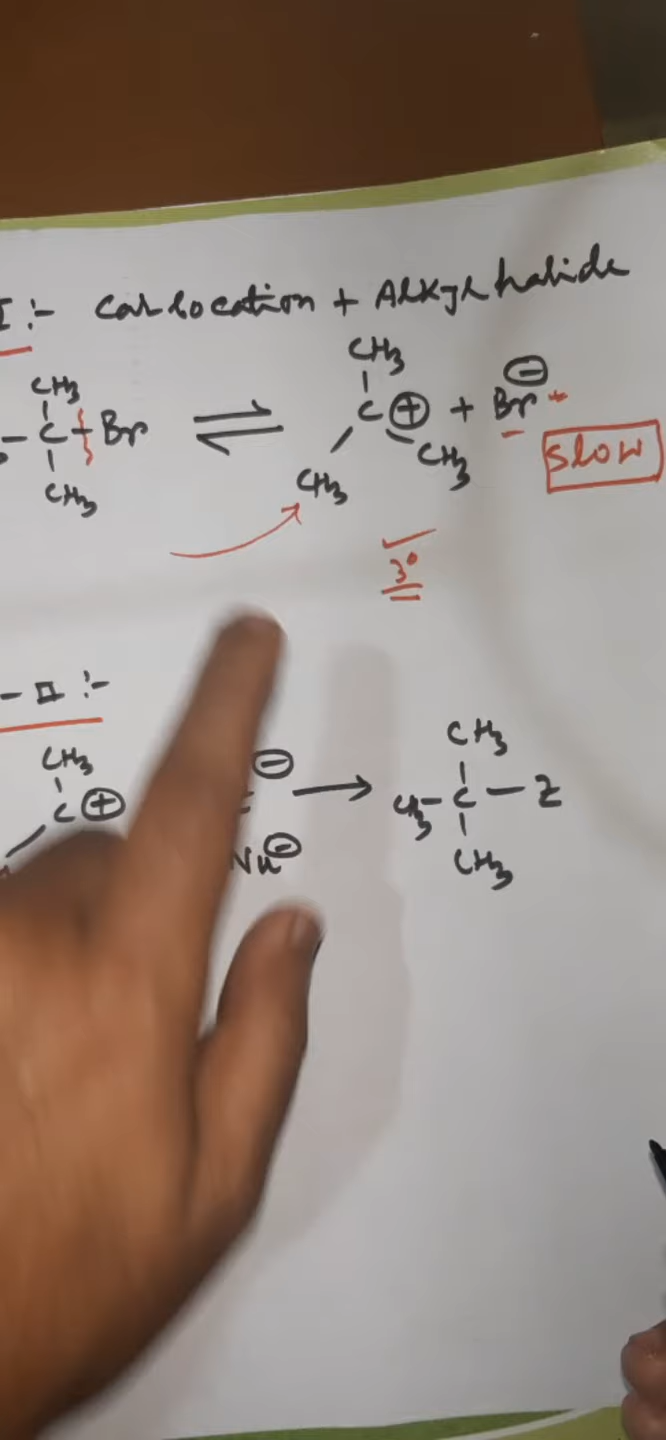 I :- Carbocation + Alkyl halide
CH3
CH3
- C - Br ⇌ C ⊕ + Br ⊖ slow
CH3
CH3
CH3
3°
- II :-
CH3
CH3
C ⊕ ⊖ → CH3 - C - Z
Nu ⊖
CH3